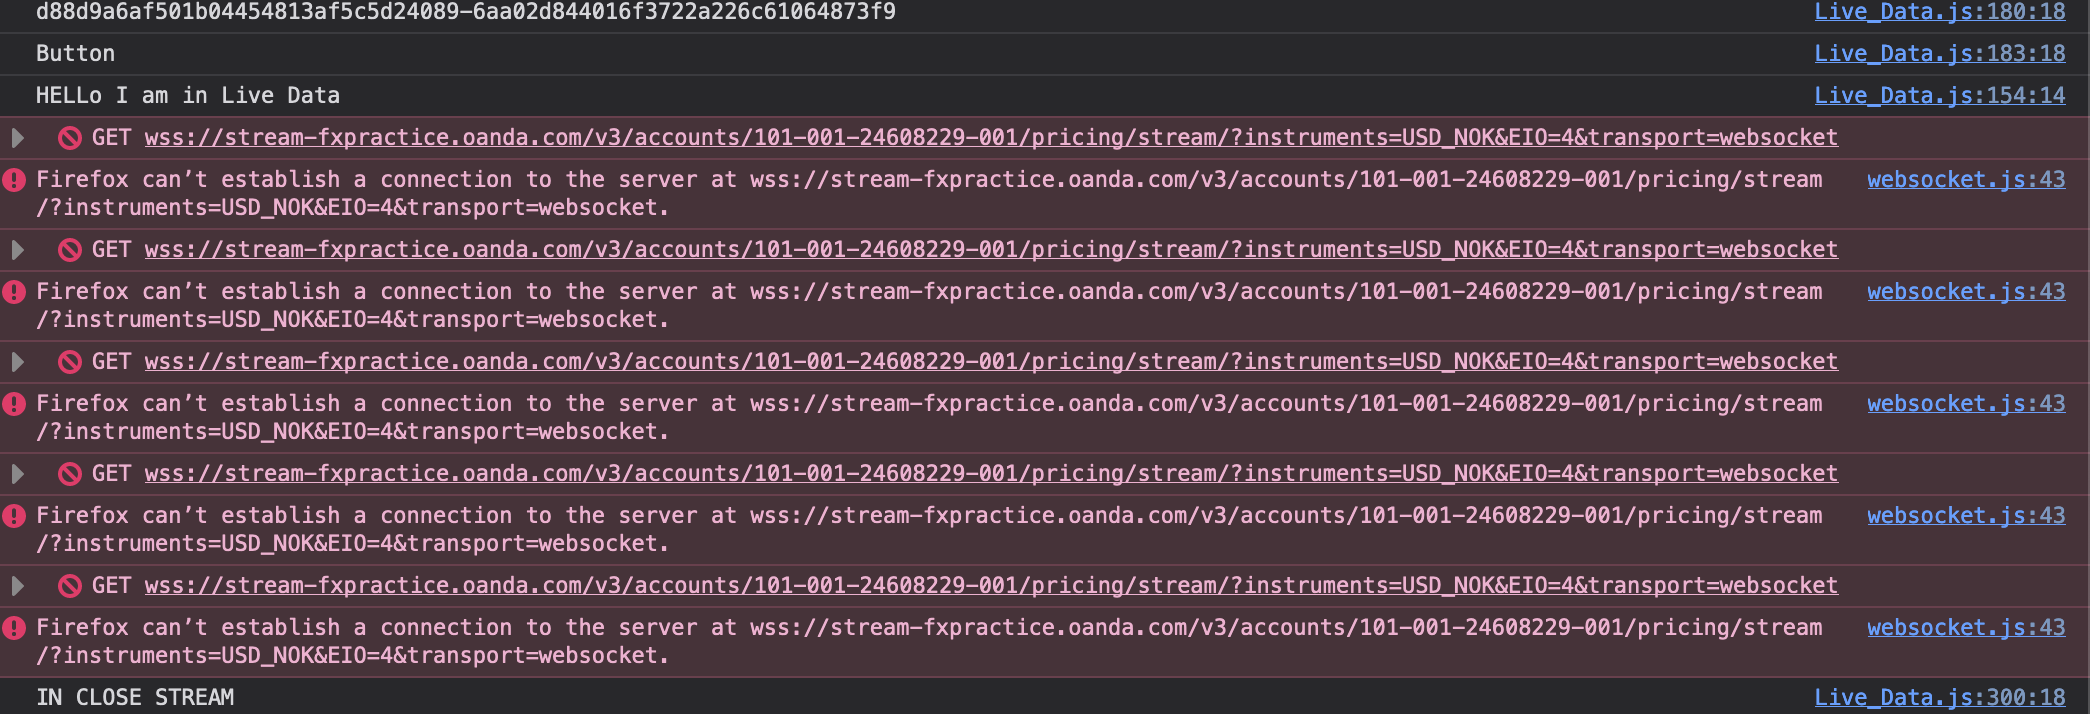 d88d9a6af501b04454813af5c5d24089-6aa02d844016f3722a226c61064873f9 Live_Data.js:180:18
Button Live_Data.js:183:18
HELLo I am in Live Data Live_Data.js:154:14
GET wss://stream-fxpractice.oanda.com/v3/accounts/101-001-24608229-001/pricing/stream/?instruments=USD_NOK&EIO=4&transport=websocket
Firefox can’t establish a connection to the server at wss://stream-fxpractice.oanda.com/v3/accounts/101-001-24608229-001/pricing/stream websocket.js:43
/?instruments=USD_NOK&EIO=4&transport=websocket.
GET wss://stream-fxpractice.oanda.com/v3/accounts/101-001-24608229-001/pricing/stream/?instruments=USD_NOK&EIO=4&transport=websocket
Firefox can’t establish a connection to the server at wss://stream-fxpractice.oanda.com/v3/accounts/101-001-24608229-001/pricing/stream websocket.js:43
/?instruments=USD_NOK&EIO=4&transport=websocket.
GET wss://stream-fxpractice.oanda.com/v3/accounts/101-001-24608229-001/pricing/stream/?instruments=USD_NOK&EIO=4&transport=websocket
Firefox can’t establish a connection to the server at wss://stream-fxpractice.oanda.com/v3/accounts/101-001-24608229-001/pricing/stream websocket.js:43
/?instruments=USD_NOK&EIO=4&transport=websocket.
GET wss://stream-fxpractice.oanda.com/v3/accounts/101-001-24608229-001/pricing/stream/?instruments=USD_NOK&EIO=4&transport=websocket
Firefox can’t establish a connection to the server at wss://stream-fxpractice.oanda.com/v3/accounts/101-001-24608229-001/pricing/stream websocket.js:43
/?instruments=USD_NOK&EIO=4&transport=websocket.
GET wss://stream-fxpractice.oanda.com/v3/accounts/101-001-24608229-001/pricing/stream/?instruments=USD_NOK&EIO=4&transport=websocket
Firefox can’t establish a connection to the server at wss://stream-fxpractice.oanda.com/v3/accounts/101-001-24608229-001/pricing/stream websocket.js:43
/?instruments=USD_NOK&EIO=4&transport=websocket.
IN CLOSE STREAM Live_Data.js:300:18